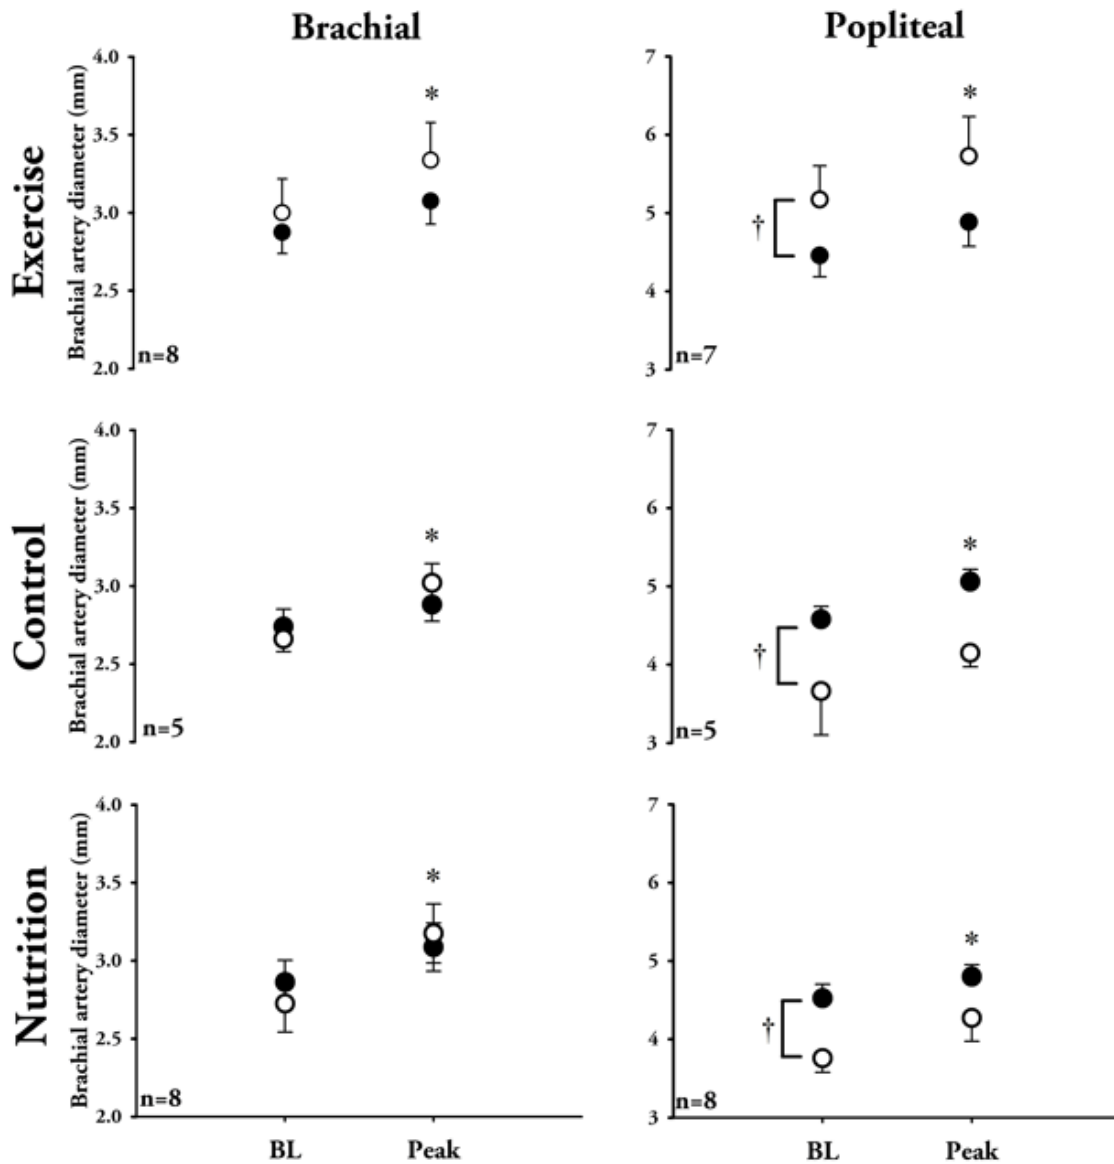 Brachial
Popliteal
Exercise
Brachial artery diameter (mm)
4.0
3.5
3.0
2.5
2.0
*
n=8
7
6
5
4
3
†
*
n=7
Control
Brachial artery diameter (mm)
4.0
3.5
3.0
2.5
2.0
*
n=5
7
6
5
4
3
†
*
n=5
Nutrition
Brachial artery diameter (mm)
4.0
3.5
3.0
2.5
2.0
*
n=8
7
6
5
4
3
†
*
n=8
BL
Peak
BL
Peak